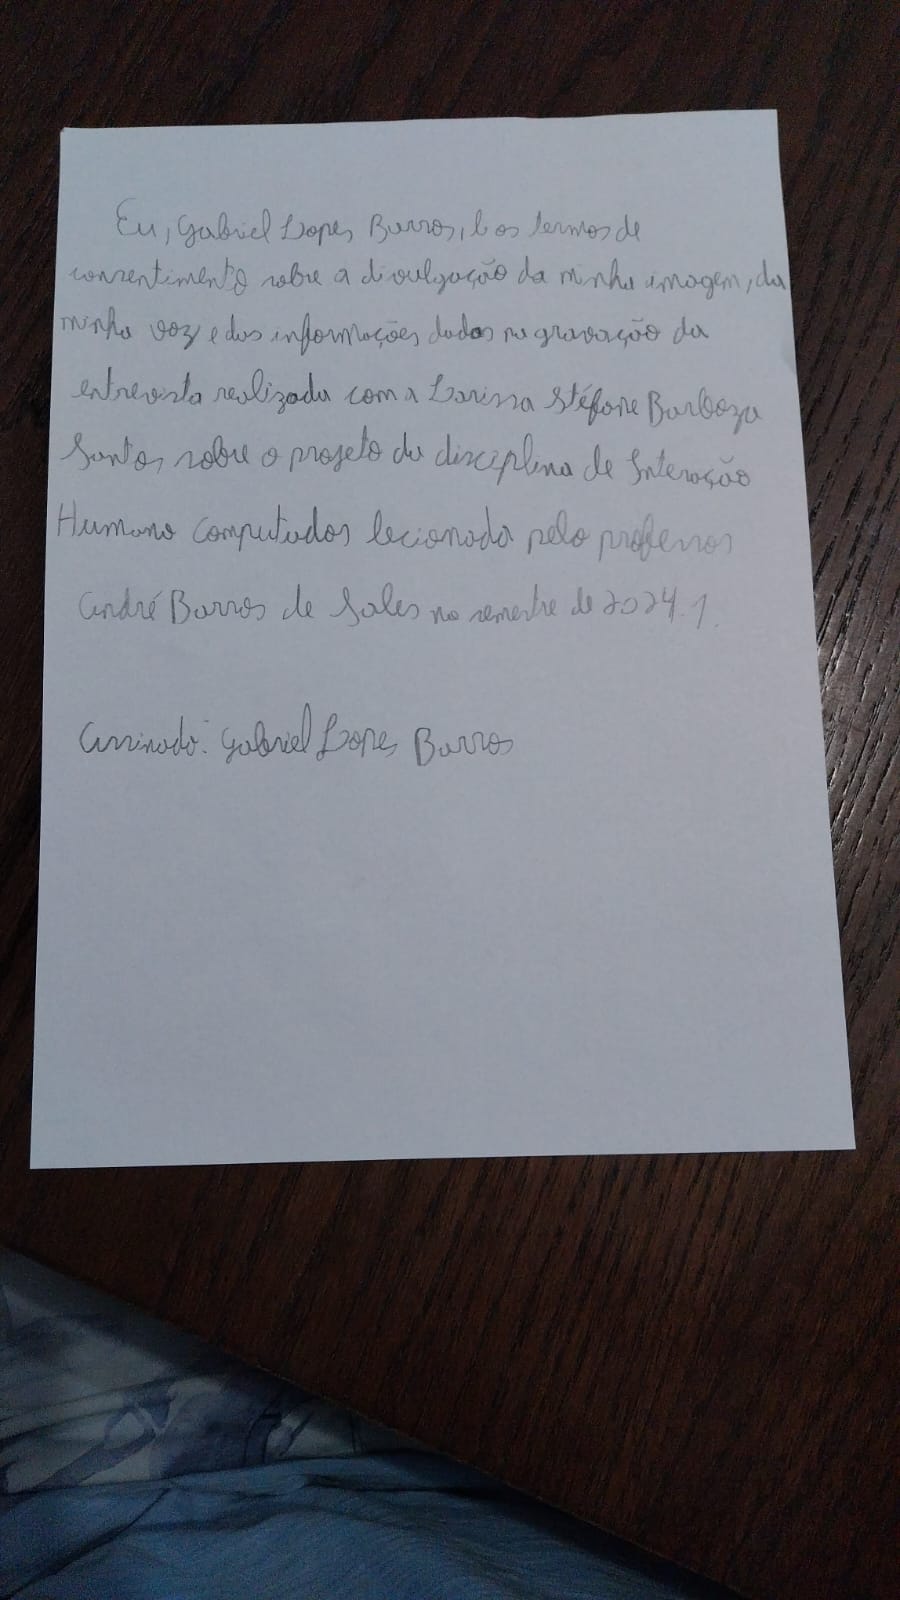 Eu, Gabriel Lopes Barros, li os termos de
consentimento sobre a divulgação da minha imagem, da
minha voz e das informações dadas na gravação da
entrevista realizada com a Larissa Stéfane Barboza
Santos, sobre o projeto da disciplina de Interação
Humano Computador lecionada pelo professor
André Barros de Sales no semestre de 2024.1.
Assinado: Gabriel Lopes Barros